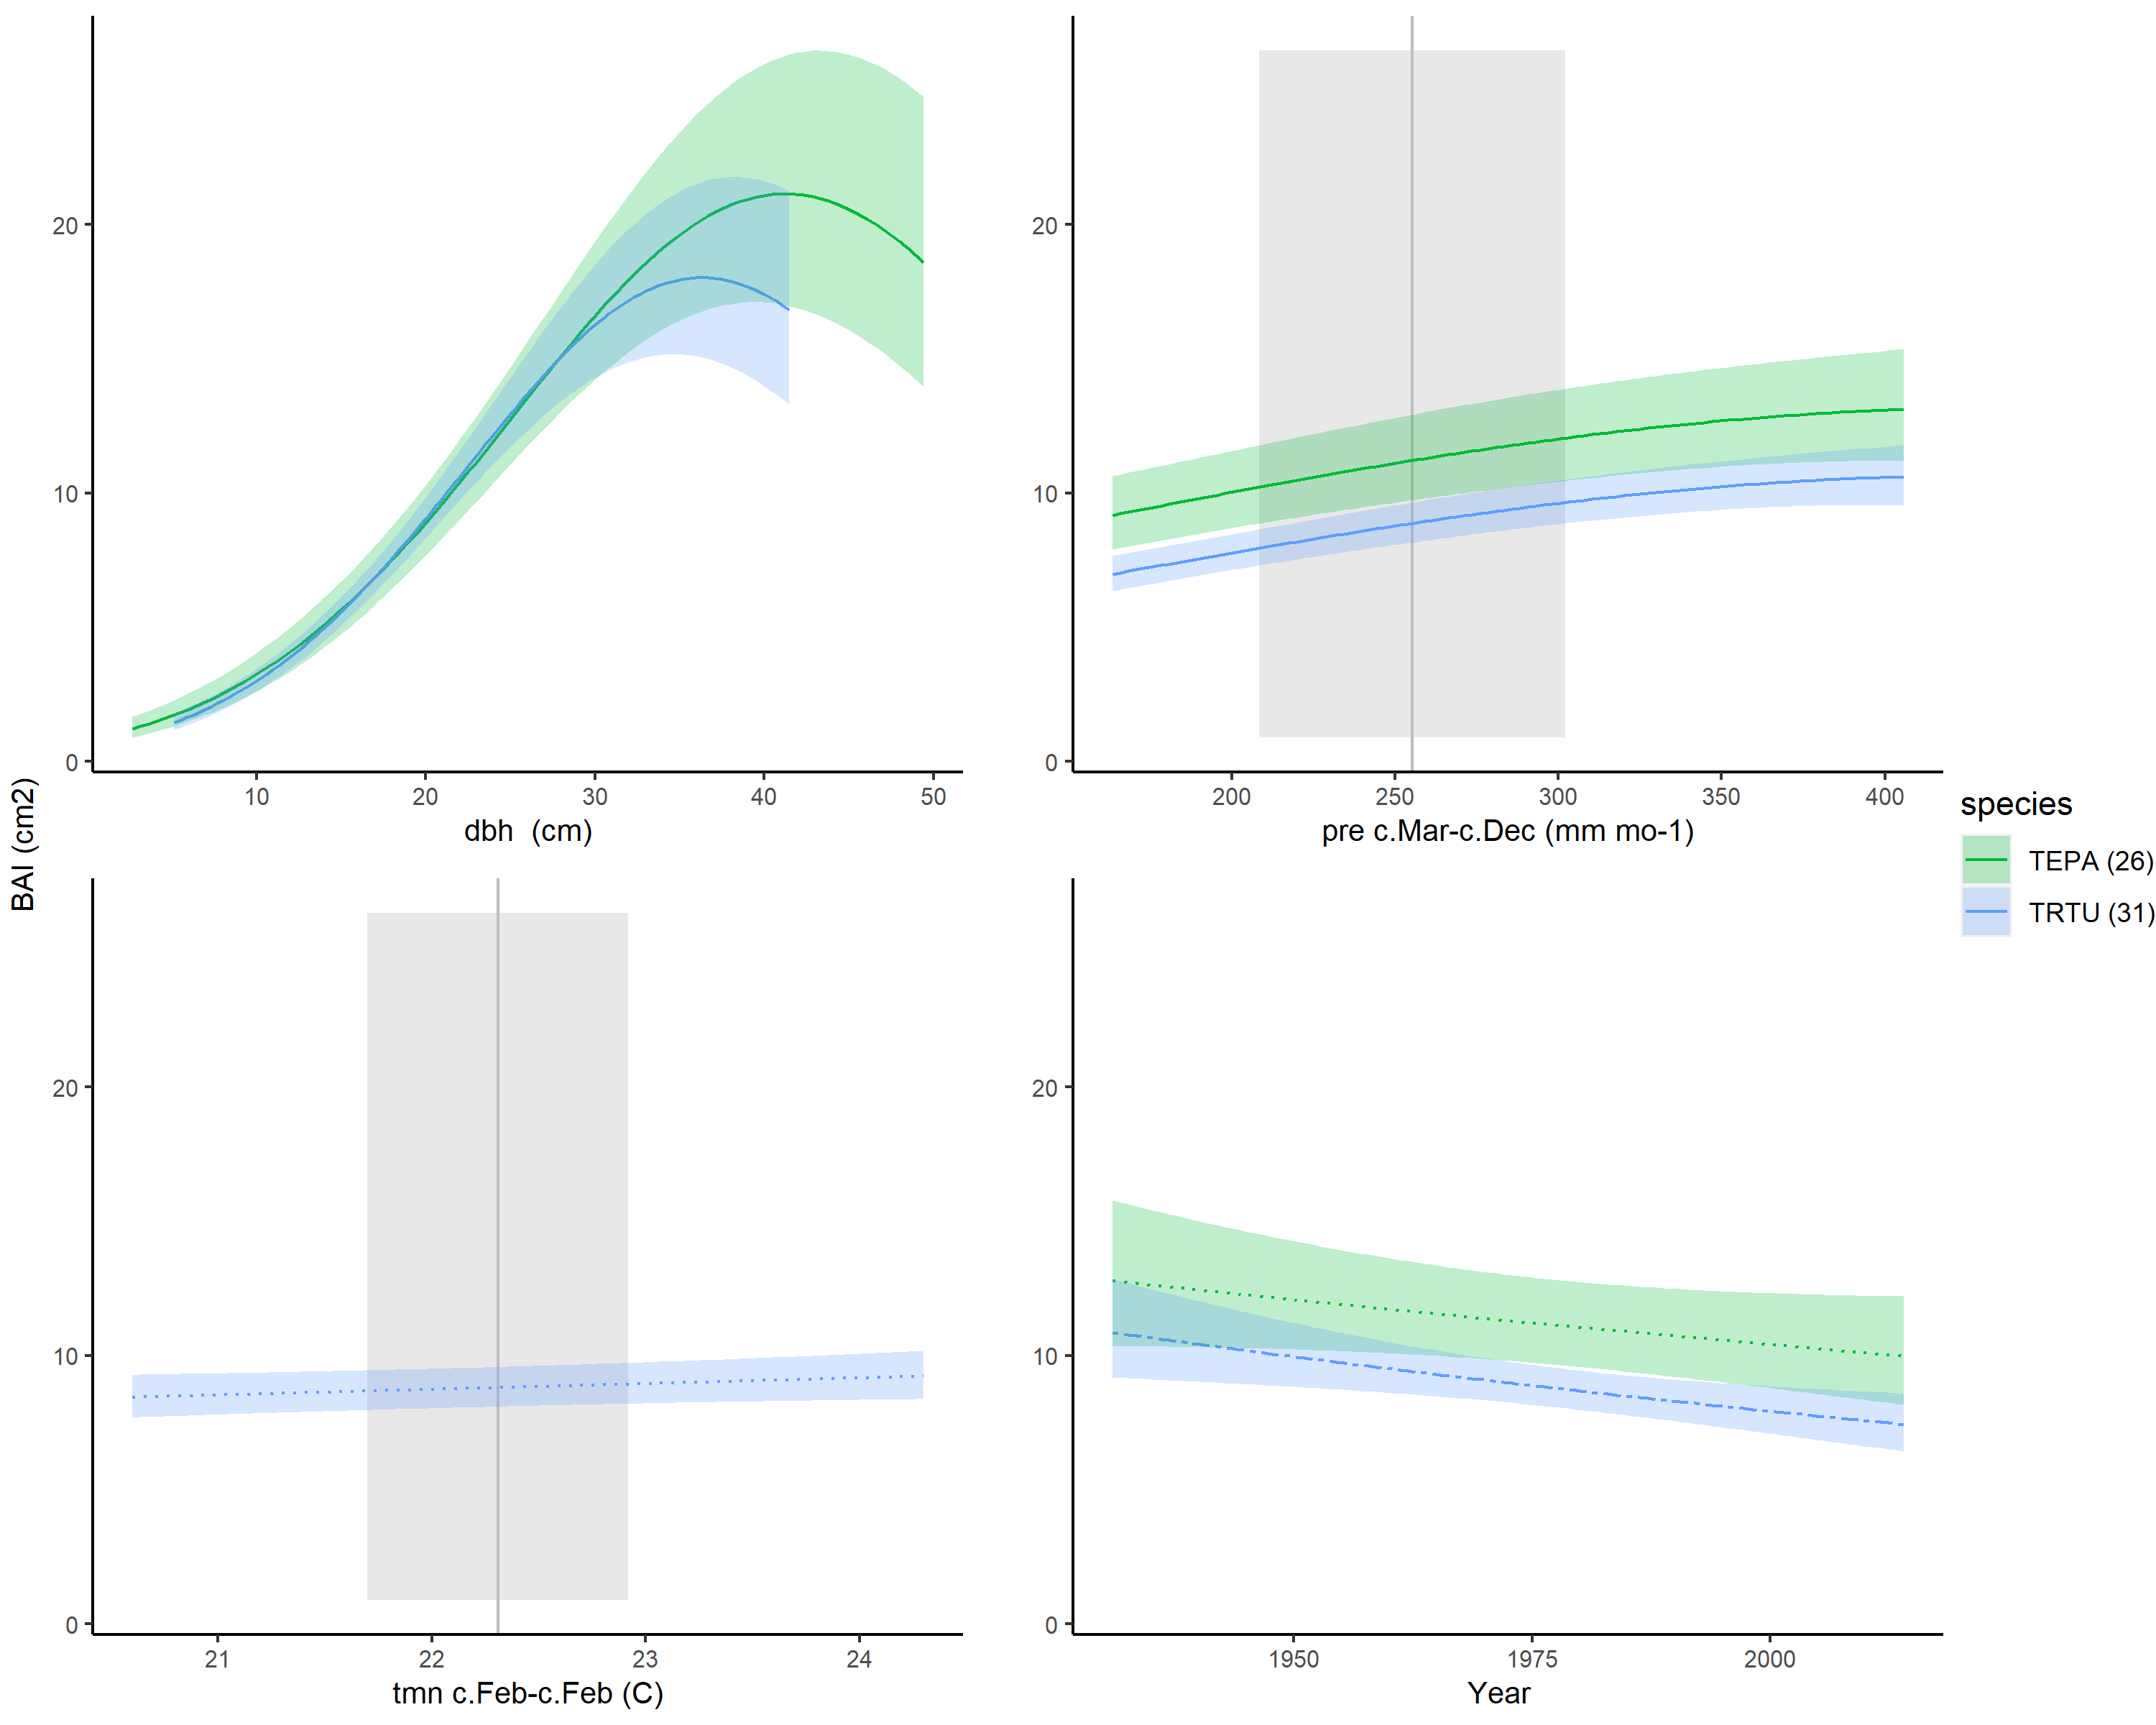 BAI (cm2)
20
10
0
10 20 30 40 50
dbh  (cm)
20
10
0
200 250 300 350 400
pre c.Mar-c.Dec (mm mo-1)
20
10
0
21 22 23 24
tmn c.Feb-c.Feb (C)
20
10
0
1950 1975 2000
Year
species
TEPA (26)
TRTU (31)